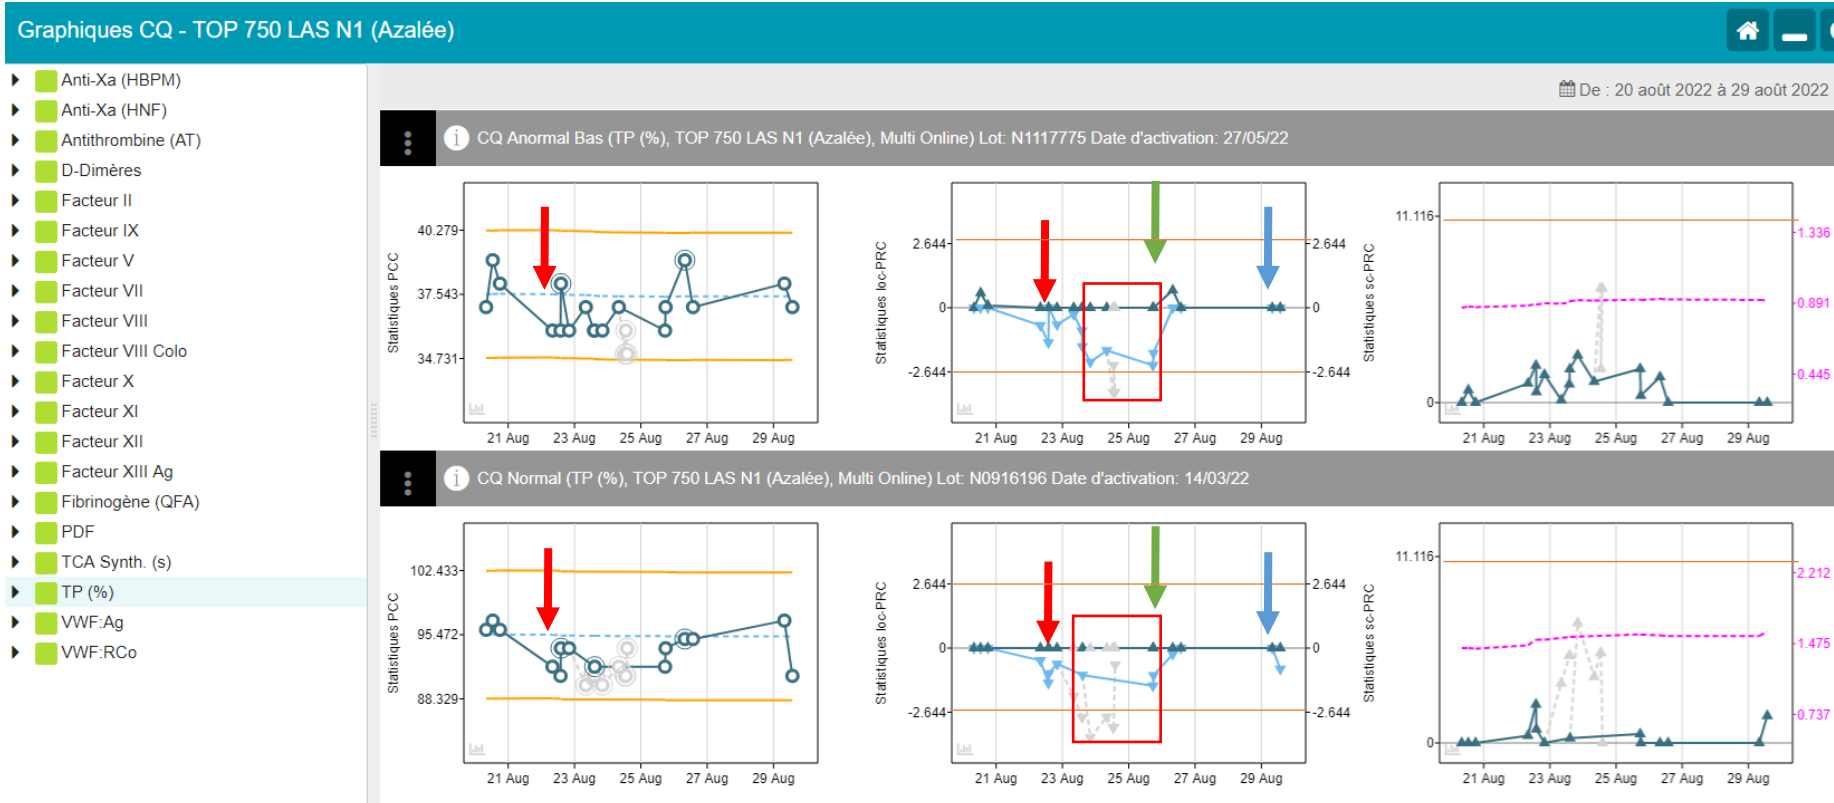 Graphiques CQ - TOP 750 LAS N1 (Azalée)
De : 20 août 2022 à 29 août 2022
Anti-Xa (HBPM)
Anti-Xa (HNF)
Antithrombine (AT)
D-Dimères
Facteur II
Facteur IX
Facteur V
Facteur VII
Facteur VIII
Facteur VIII Colo
Facteur X
Facteur XI
Facteur XII
Facteur XIII Ag
Fibrinogène (QFA)
PDF
TCA Synth. (s)
TP (%)
VWF:Ag
VWF:RCo
CQ Anormal Bas (TP (%), TOP 750 LAS N1 (Azalée), Multi Online) Lot: N1117775 Date d'activation: 27/05/22
Statistiques PCC
40.279
37.543
34.731
21 Aug 23 Aug 25 Aug 27 Aug 29 Aug
Statistiques loc-PRC
2.644
0
-2.644
2.644
0
-2.644
21 Aug 23 Aug 25 Aug 27 Aug 29 Aug
Statistiques sc-PRC
11.116
0
1.336
0.891
0.445
21 Aug 23 Aug 25 Aug 27 Aug 29 Aug
CQ Normal (TP (%), TOP 750 LAS N1 (Azalée), Multi Online) Lot: N0916196 Date d'activation: 14/03/22
Statistiques PCC
102.433
95.472
88.329
21 Aug 23 Aug 25 Aug 27 Aug 29 Aug
Statistiques loc-PRC
2.644
0
-2.644
2.644
0
-2.644
21 Aug 23 Aug 25 Aug 27 Aug 29 Aug
Statistiques sc-PRC
11.116
0
2.212
1.475
0.737
21 Aug 23 Aug 25 Aug 27 Aug 29 Aug